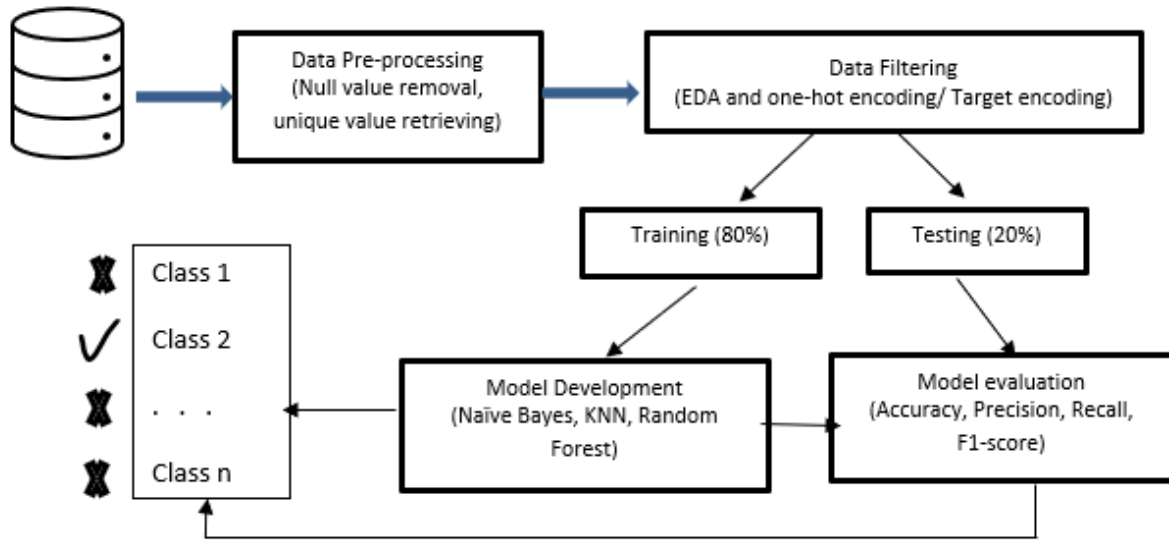 Data Pre-processing
(Null value removal,
unique value retrieving)
Data Filtering
(EDA and one-hot encoding/ Target encoding)
Training (80%)
Testing (20%)
Class 1
Class 2
. . .
Class n
Model Development
(Naïve Bayes, KNN, Random
Forest)
Model evaluation
(Accuracy, Precision, Recall,
F1-score)